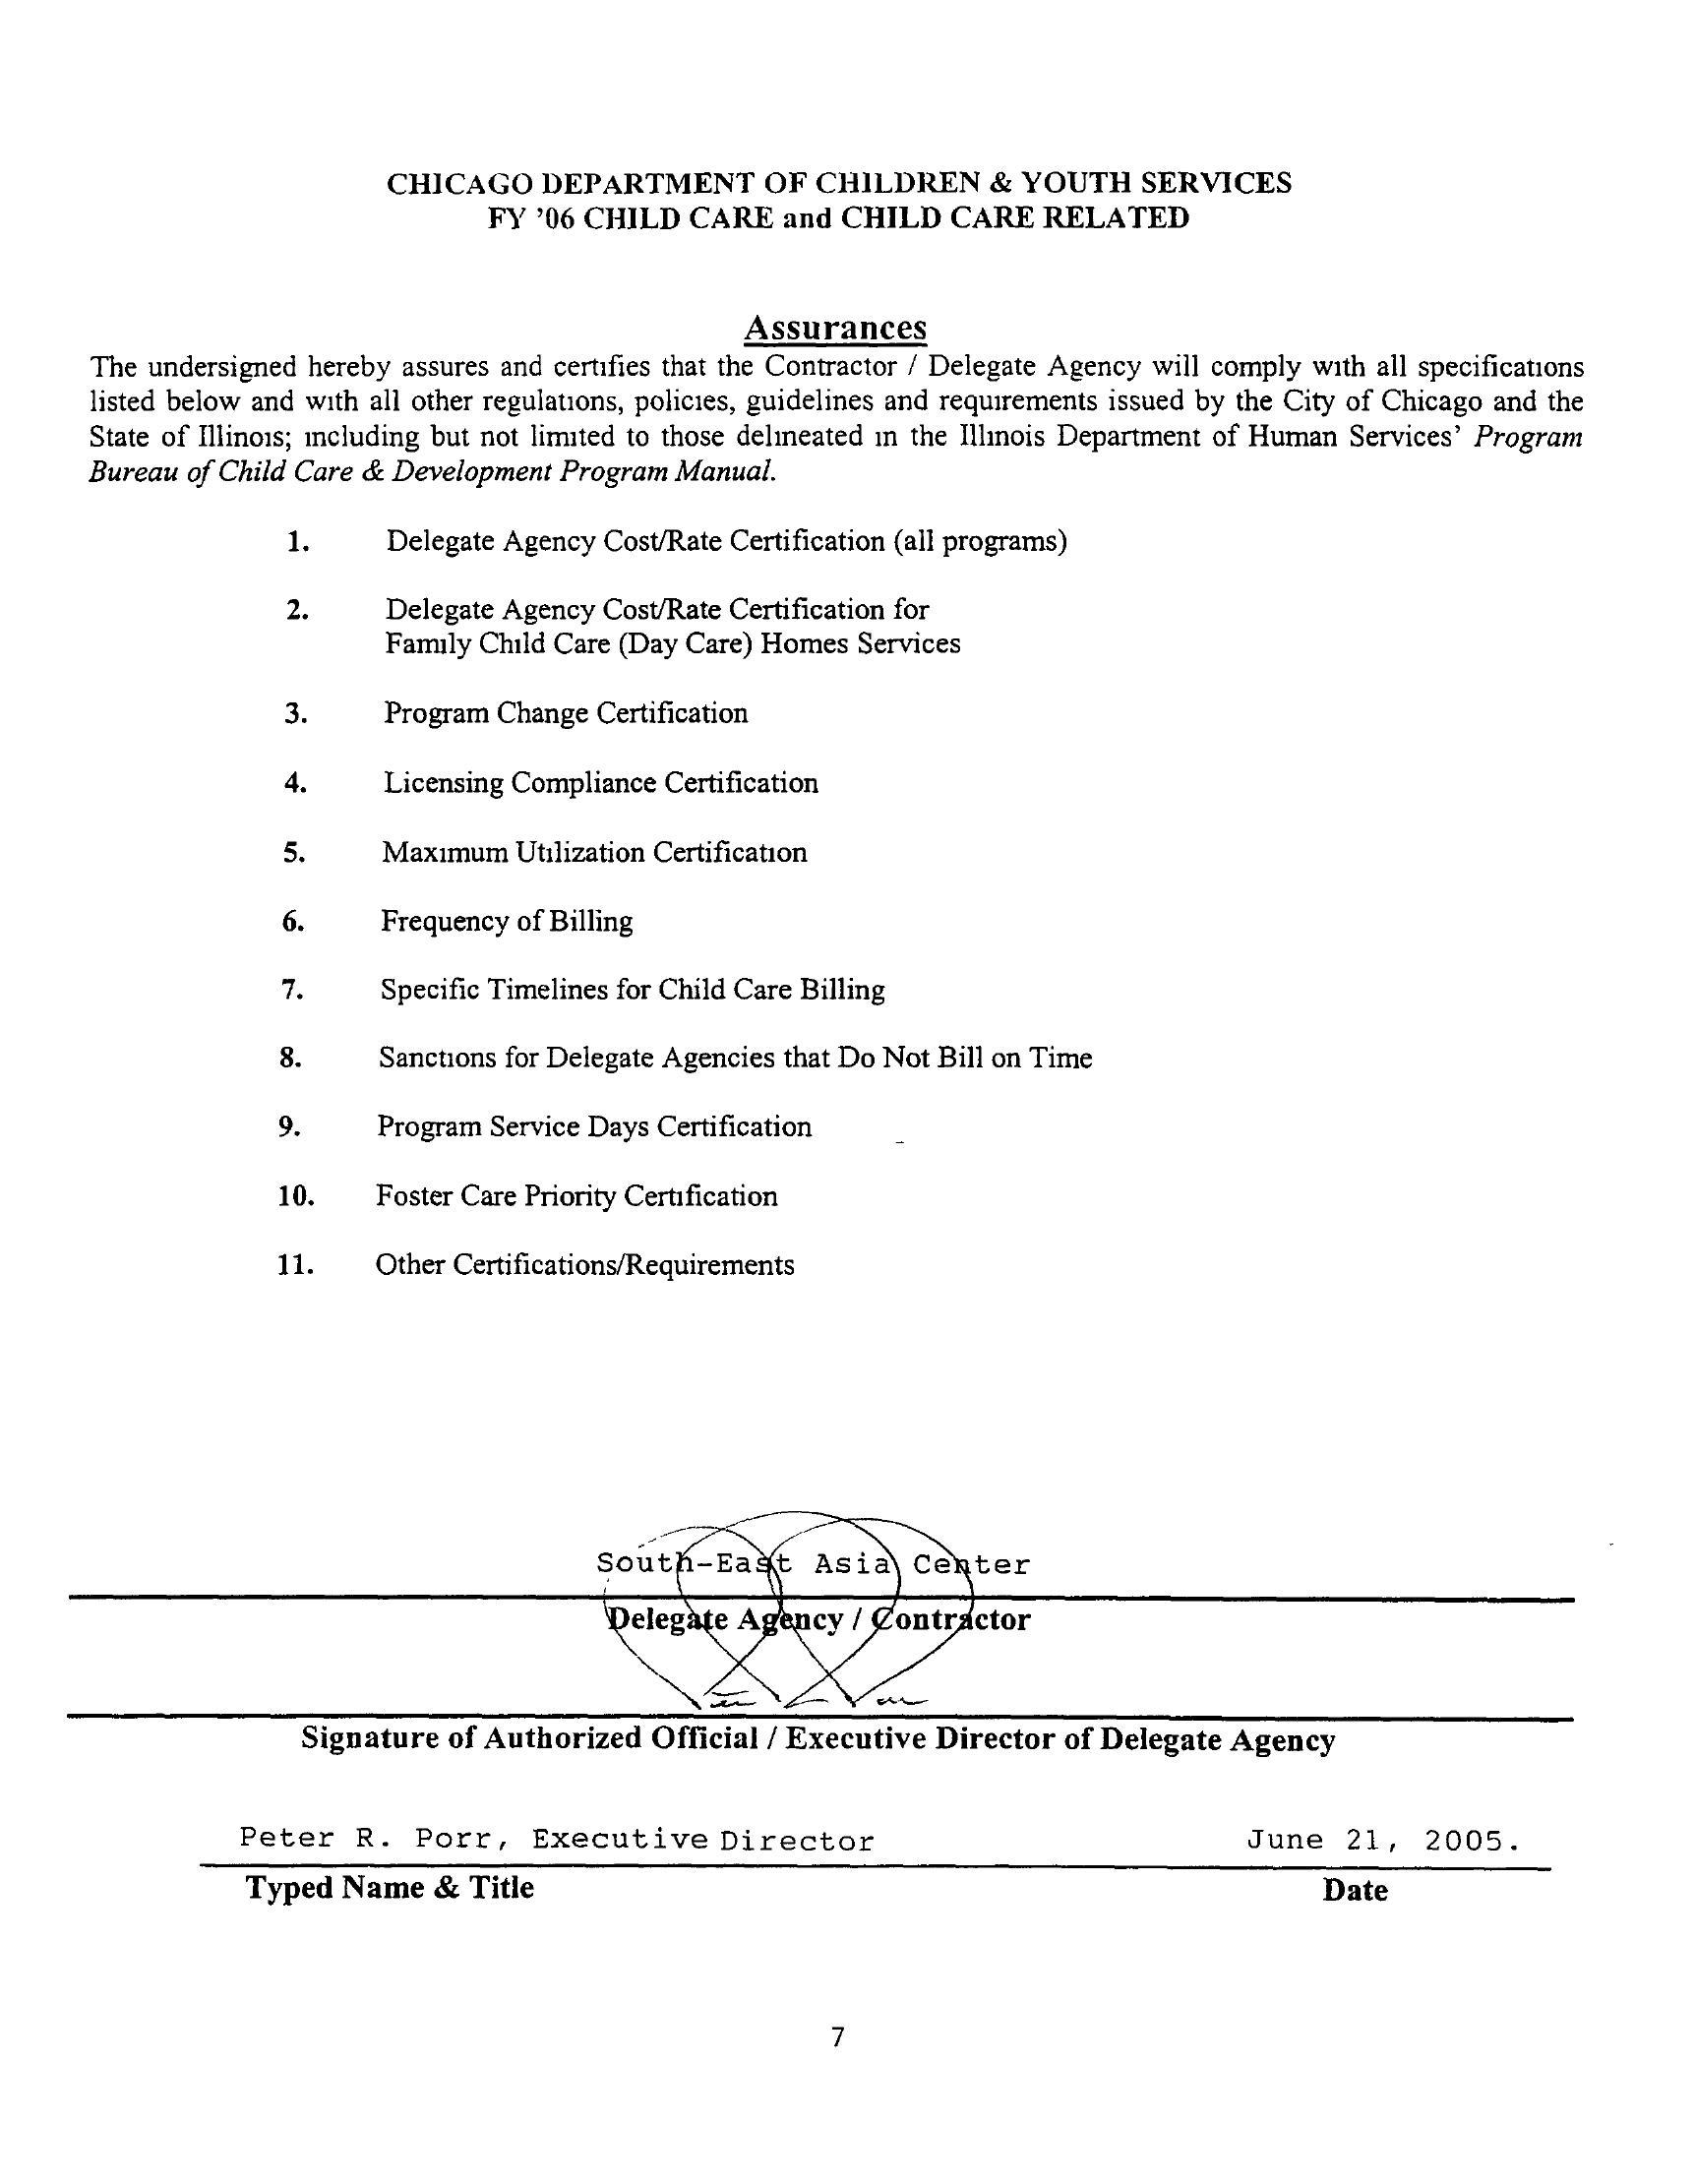 CHICAGO DEPARTMENT OF CHILDREN & YOUTH SERVICES
FY '06 CHILD CARE and CHILD CARE RELATED
Assurances
The undersigned hereby assures and certifies that the Contractor / Delegate Agency will comply with all specifications
listed below and with all other regulations, policies, guidelines and requirements issued by the City of Chicago and the
State of Illinois; including but not limited to those delineated in the Illinois Department of Human Services' Program
Bureau of Child Care & Development Program Manual.
1. Delegate Agency Cost/Rate Certification (all programs)
2. Delegate Agency Cost/Rate Certification for
Family Child Care (Day Care) Homes Services
3. Program Change Certification
4. Licensing Compliance Certification
5. Maximum Utilization Certification
6. Frequency of Billing
7. Specific Timelines for Child Care Billing
8. Sanctions for Delegate Agencies that Do Not Bill on Time
9. Program Service Days Certification
10. Foster Care Priority Certification
11. Other Certifications/Requirements
South-East Asia Center
Delegate Agency / Contractor
Signature of Authorized Official / Executive Director of Delegate Agency
Peter R. Porr, Executive Director June 21, 2005.
Typed Name & Title Date
7